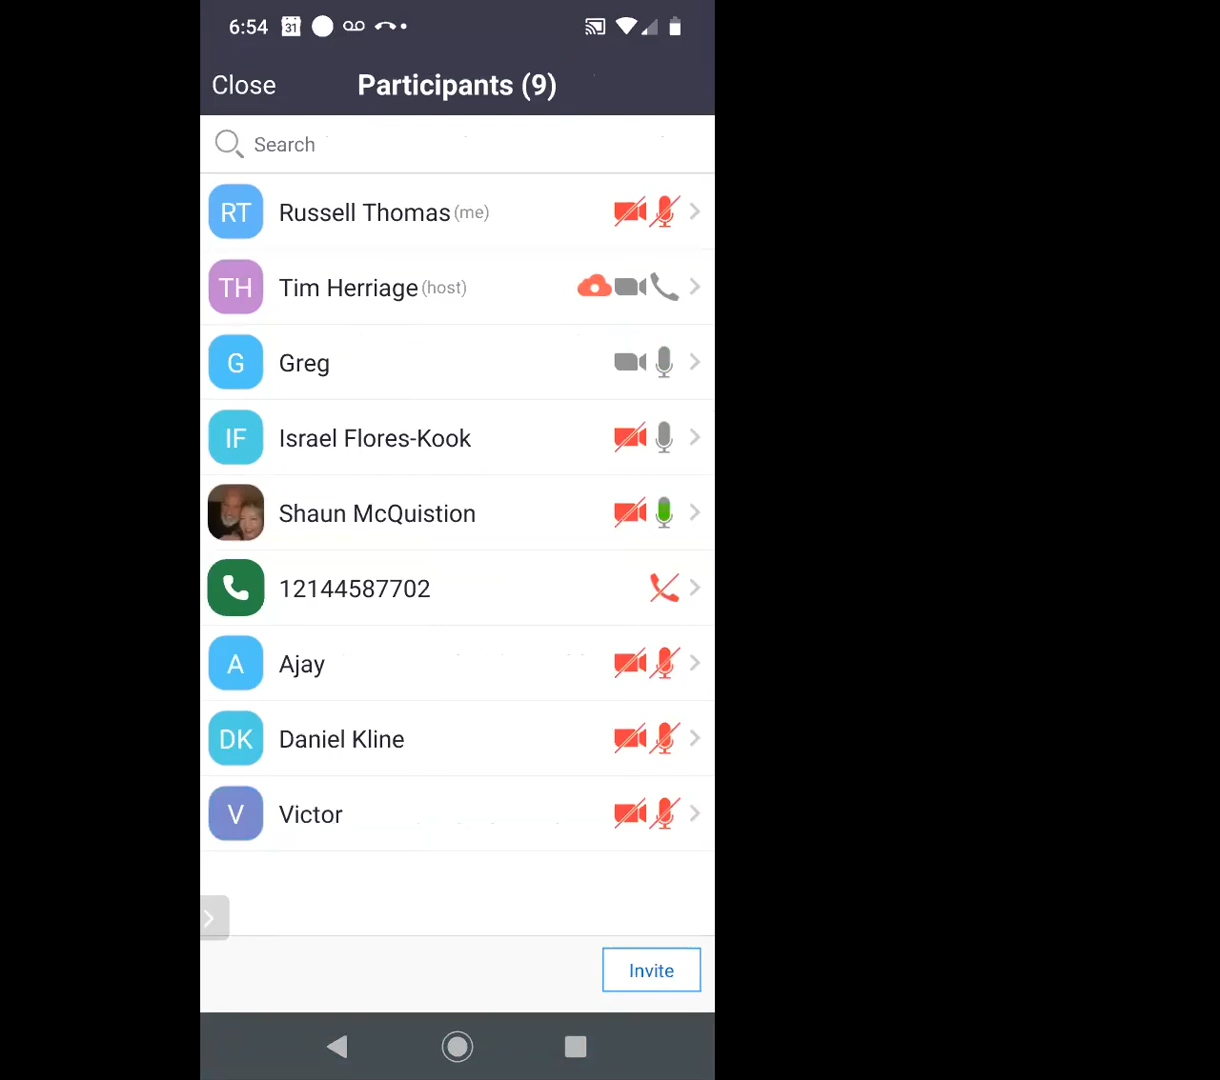 6:54 31
Close Participants (9)
Search
RT Russell Thomas (me)
TH Tim Herriage (host)
G Greg
IF Israel Flores-Kook
Shaun McQuistion
12144587702
A Ajay
DK Daniel Kline
V Victor
Invite